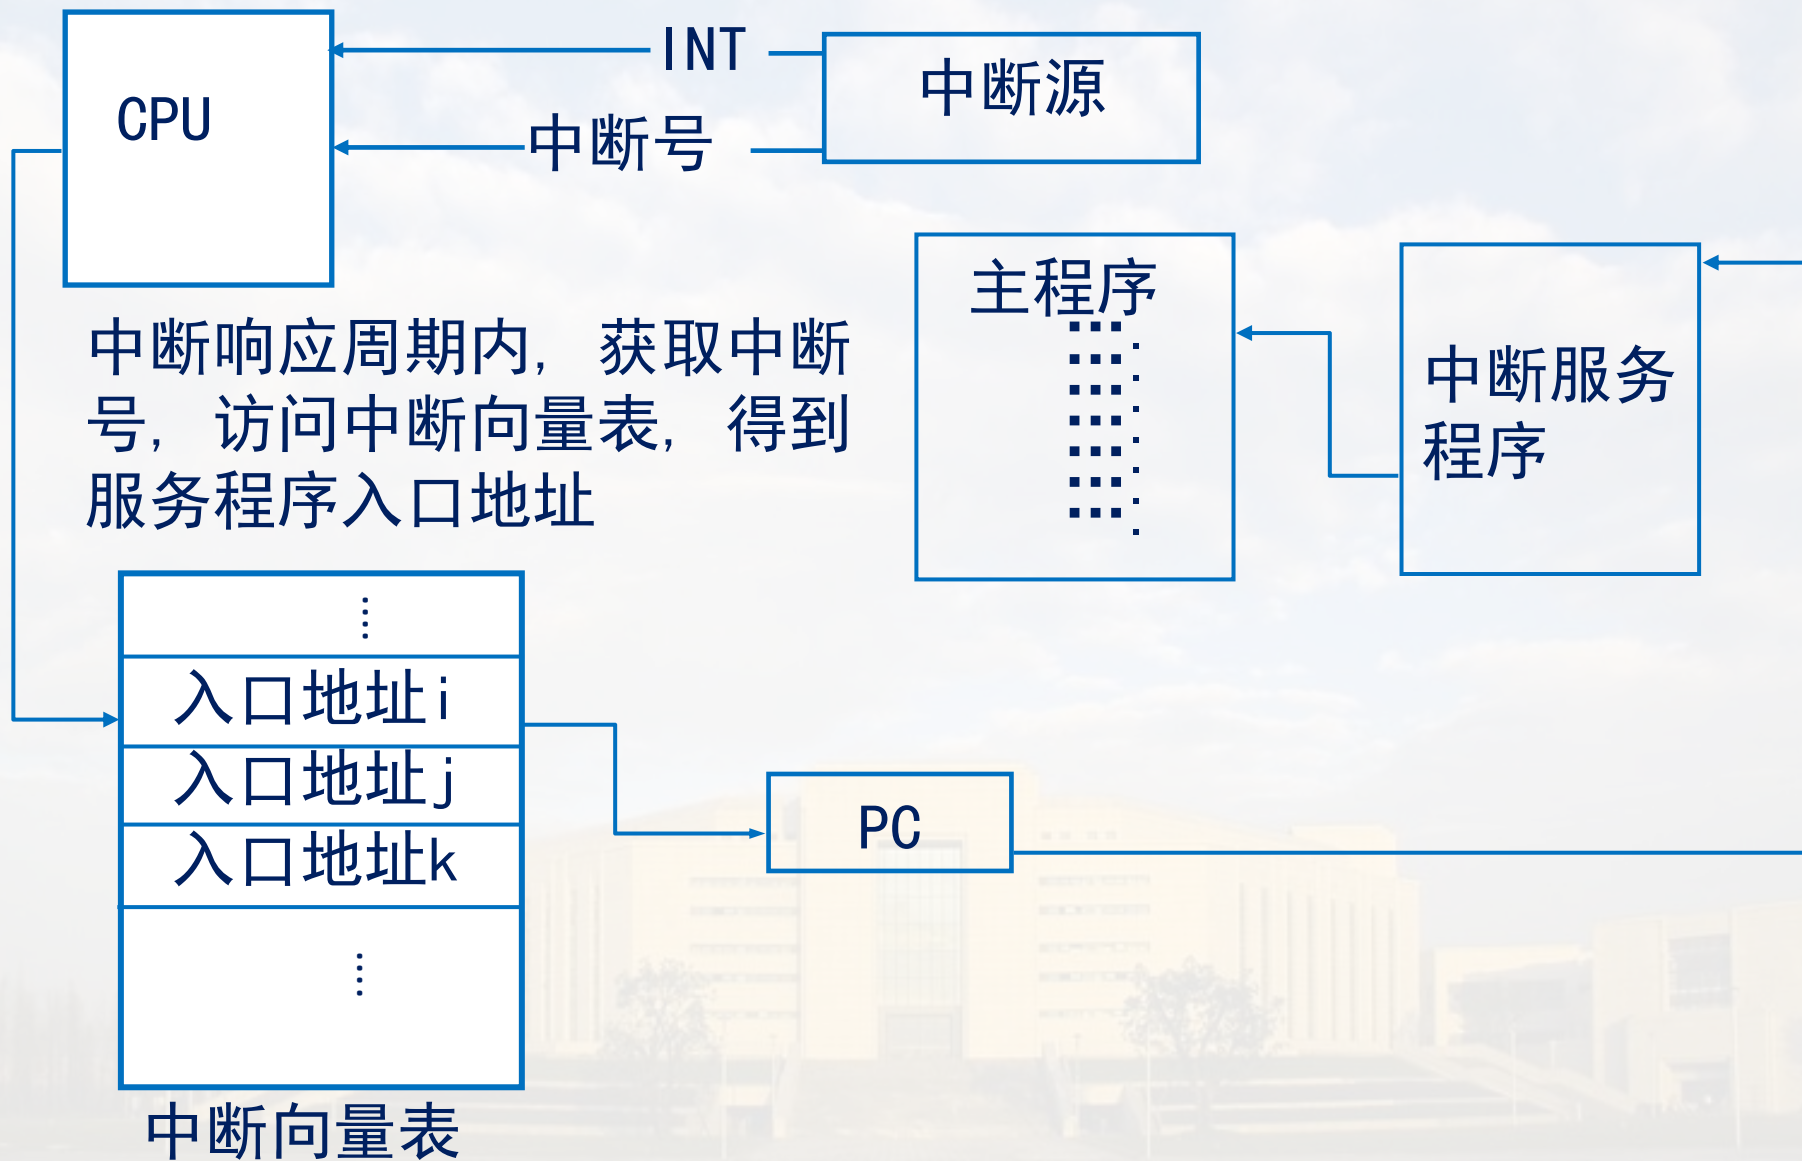 INT
中断源
CPU
中断号
主程序
中断响应周期内，获取中断
号，访问中断向量表，得到
服务程序入口地址
中断服务
程序
⋮
入口地址i
入口地址j
入口地址k
⋮
PC
中断向量表